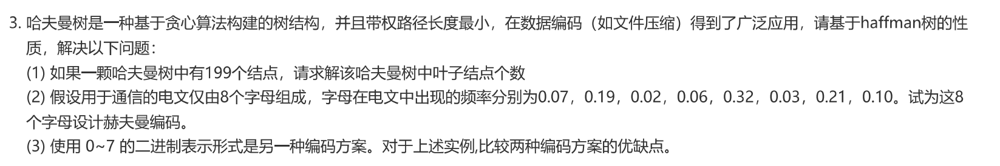 3. 哈夫曼树是一种基于贪心算法构建的树结构，并且带权路径长度最小，在数据编码（如文件压缩）得到了广泛应用，请基于haffman树的性
质，解决以下问题：
(1) 如果一颗哈夫曼树中有199个结点，请求解该哈夫曼树中叶子结点个数
(2) 假设用于通信的电文仅由8个字母组成，字母在电文中出现的频率分别为0.07，0.19，0.02，0.06，0.32，0.03，0.21，0.10。试为这8
个字母设计赫夫曼编码。
(3) 使用 0~7 的二进制表示形式是另一种编码方案。对于上述实例,比较两种编码方案的优缺点。